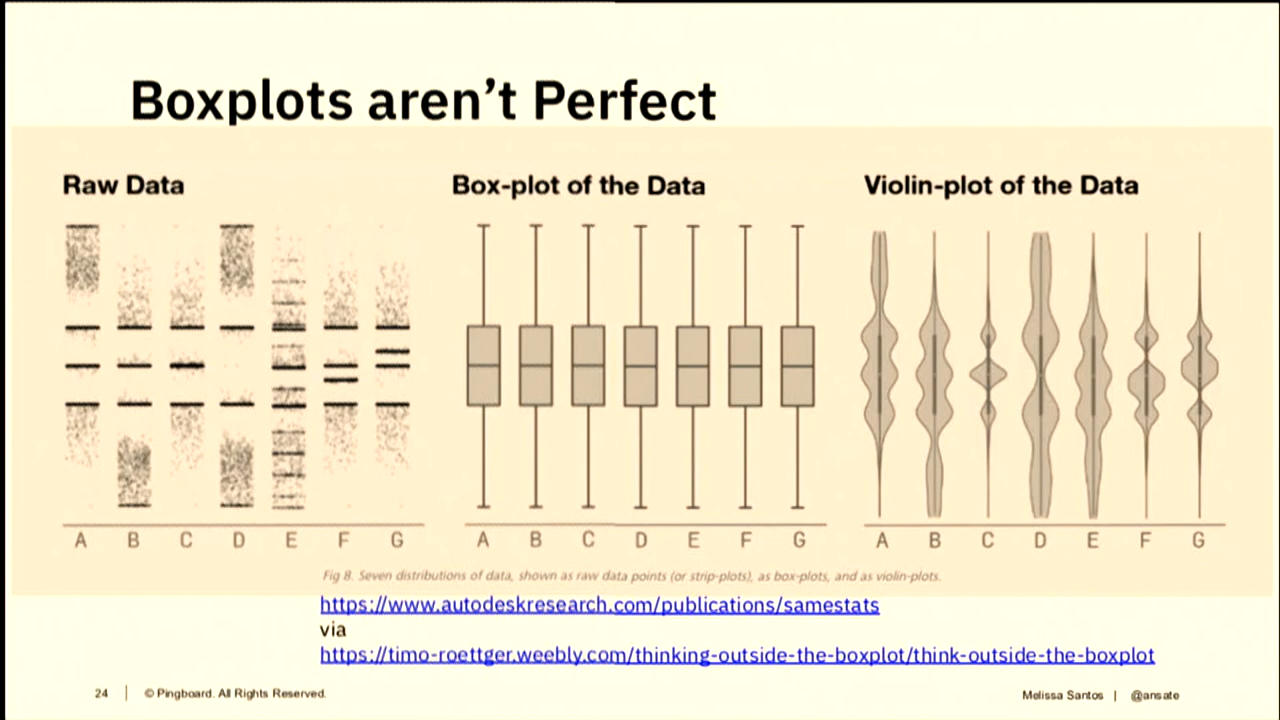 Boxplots aren’t Perfect
Raw Data
Box-plot of the Data
Violin-plot of the Data
A B C D E F G
A B C D E F G
A B C D E F G
Fig 8. Seven distributions of data, shown as raw data points (or strip-plots), as box-plots, and as violin-plots.
https://www.autodeskresearch.com/publications/samestats
via
https://timo-roettger.weebly.com/thinking-outside-the-boxplot/think-outside-the-boxplot
24 | © Pingboard. All Rights Reserved.
Melissa Santos | @ansate